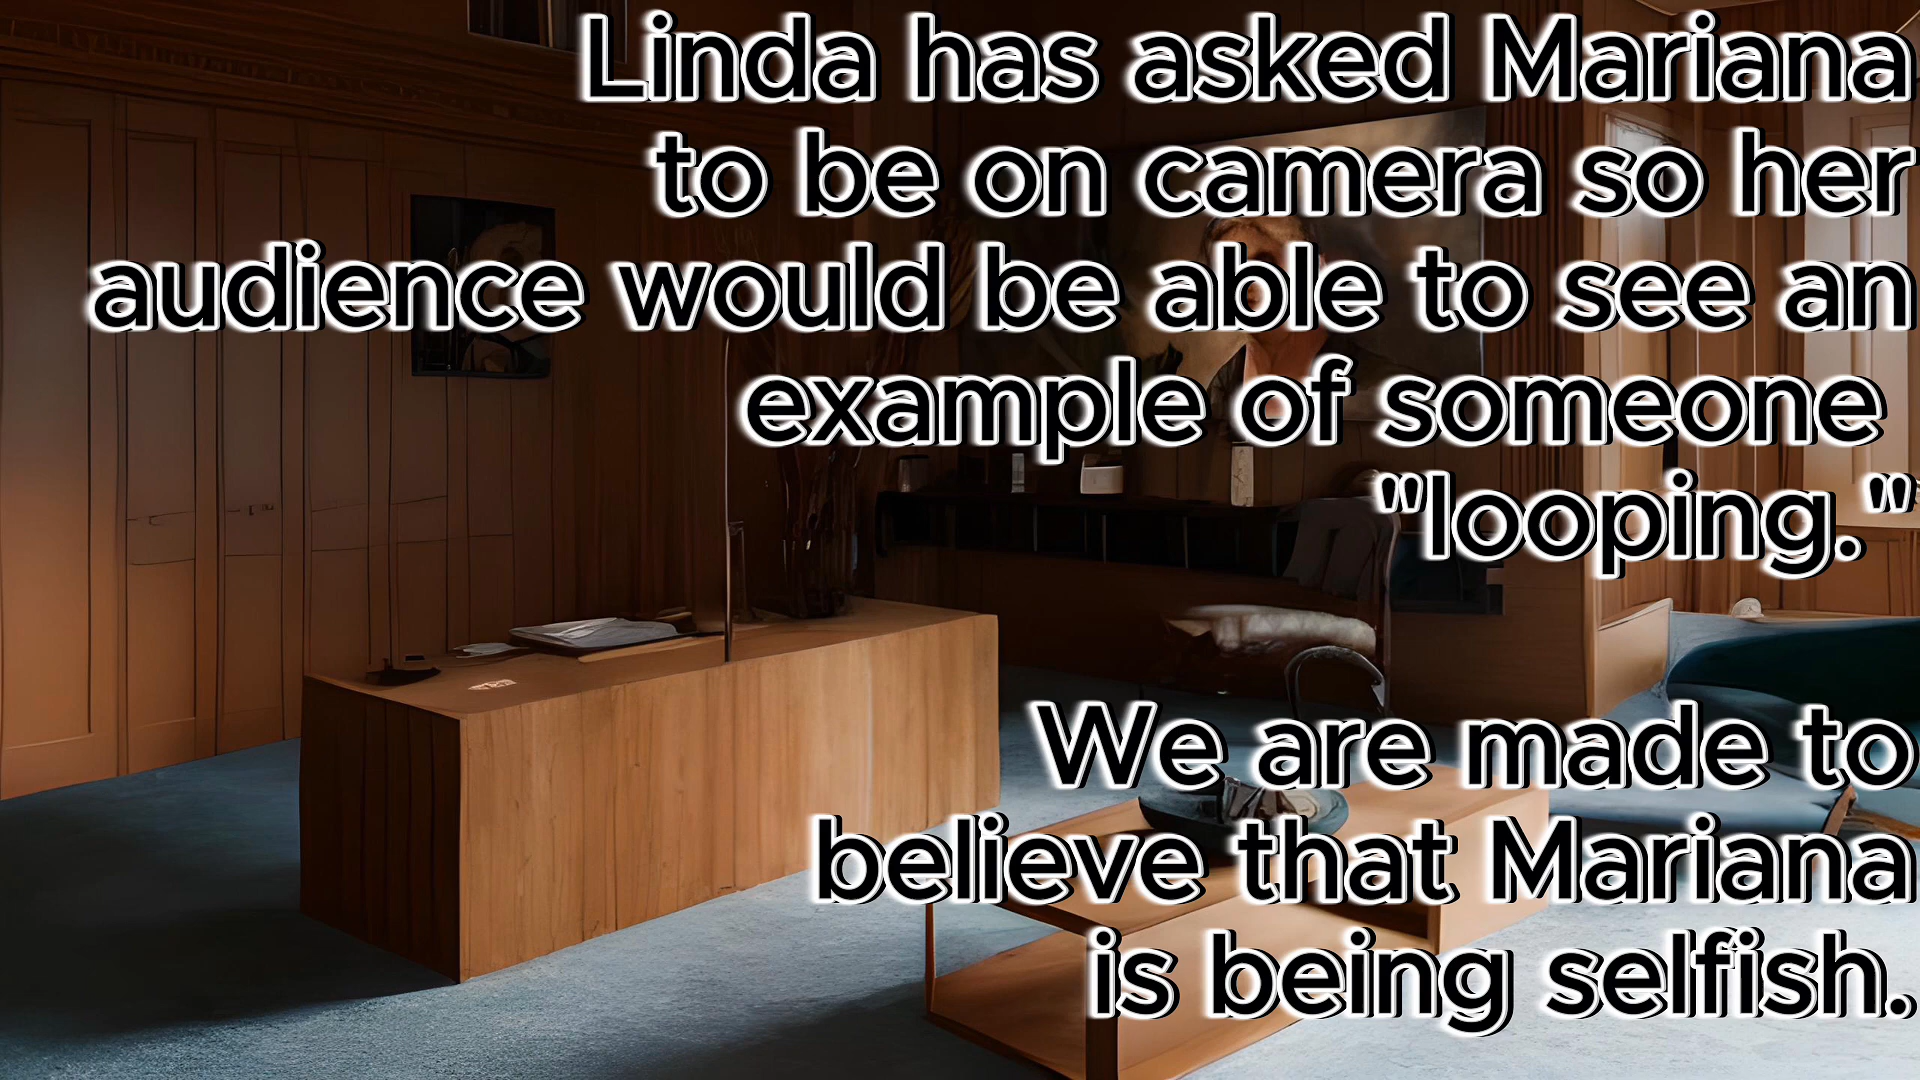 Linda has asked Mariana
to be on camera so her
audience would be able to see an
example of someone
"looping."
We are made to
believe that Mariana
is being selfish.